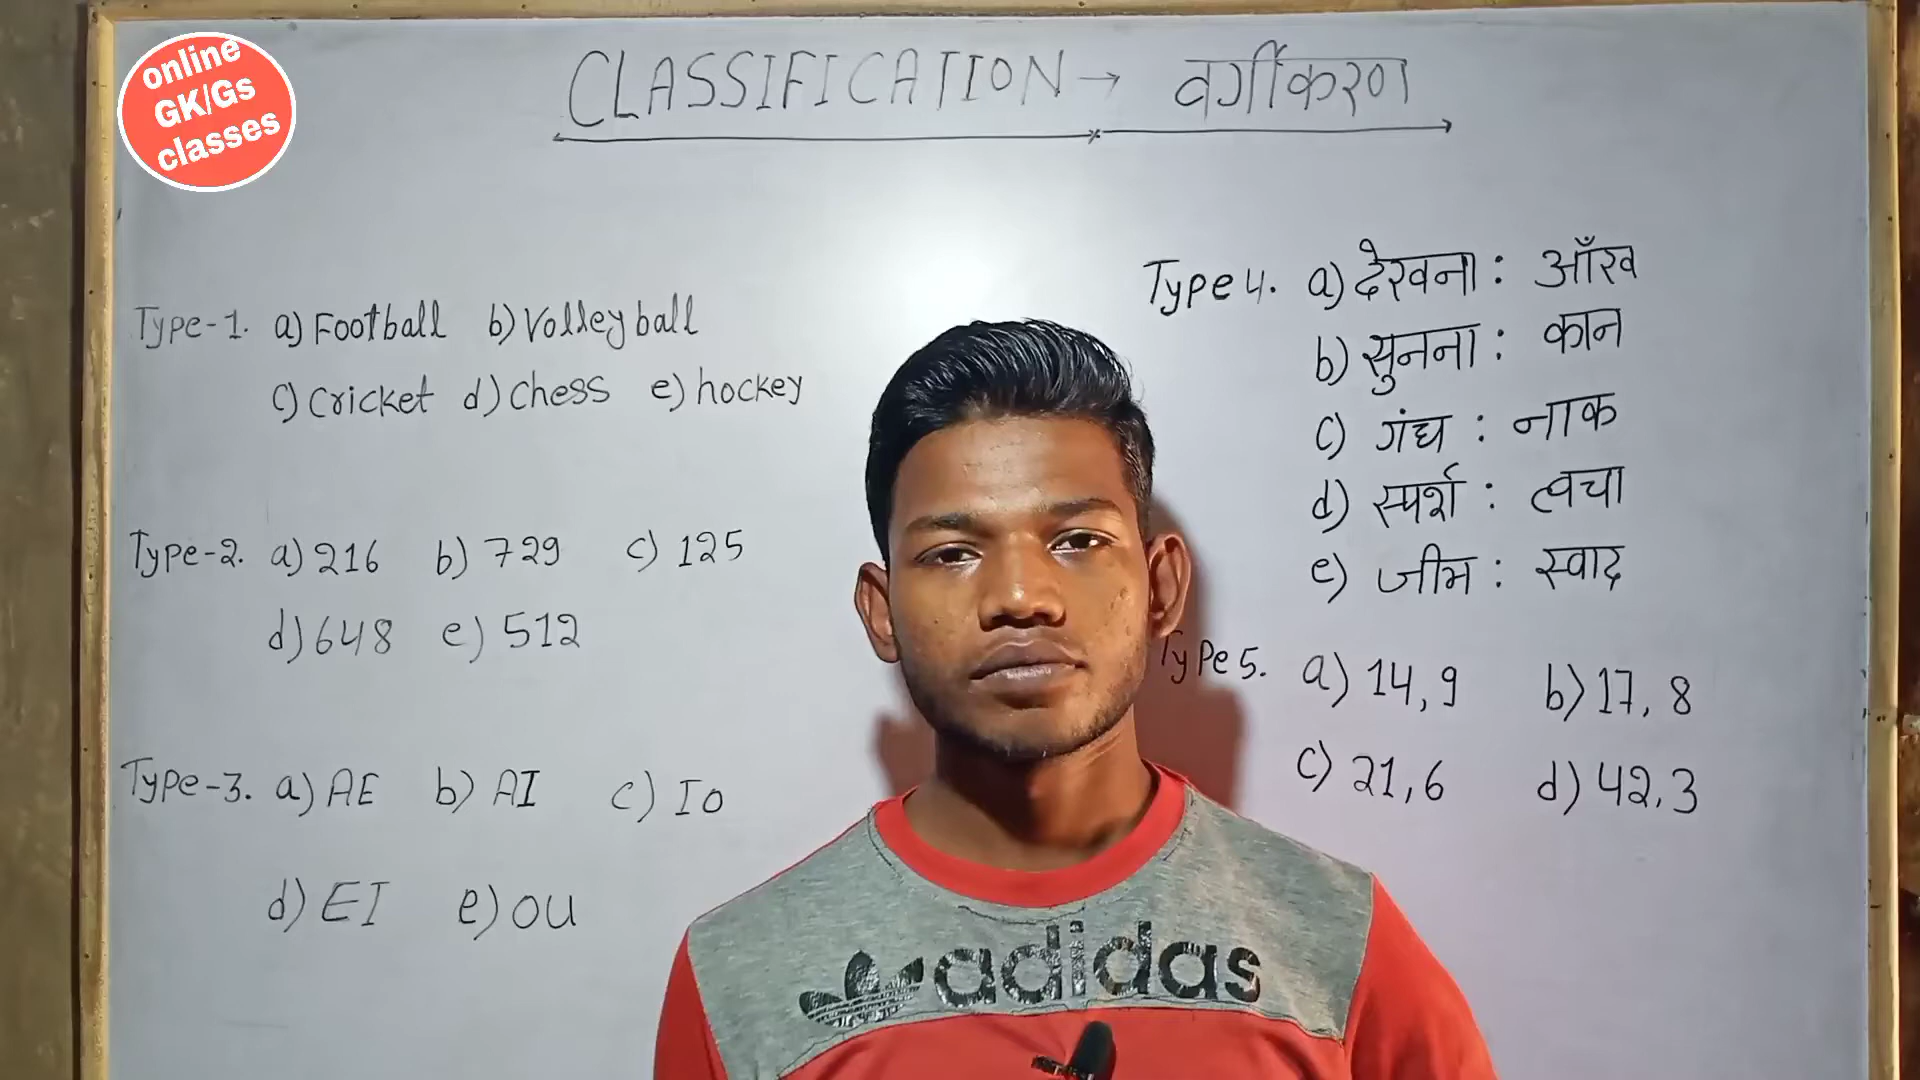 online
GK/Gs
classes
CLASSIFICATION → वर्गीकरण
Type-1. a) Football b) Volleyball
c) Cricket d) Chess e) hockey
Type-2. a) 216 b) 729 c) 125
d) 648 e) 512
Type-3. a) AE b) AI c) IO
d) EI e) OU
Type 4. a) देखना : आँख
b) सुनना : कान
c) गंध : नाक
d) स्पर्श : त्वचा
e) जीभ : स्वाद
Type 5. a) 14, 9 b) 17, 8
c) 21, 6 d) 42, 3
adidas